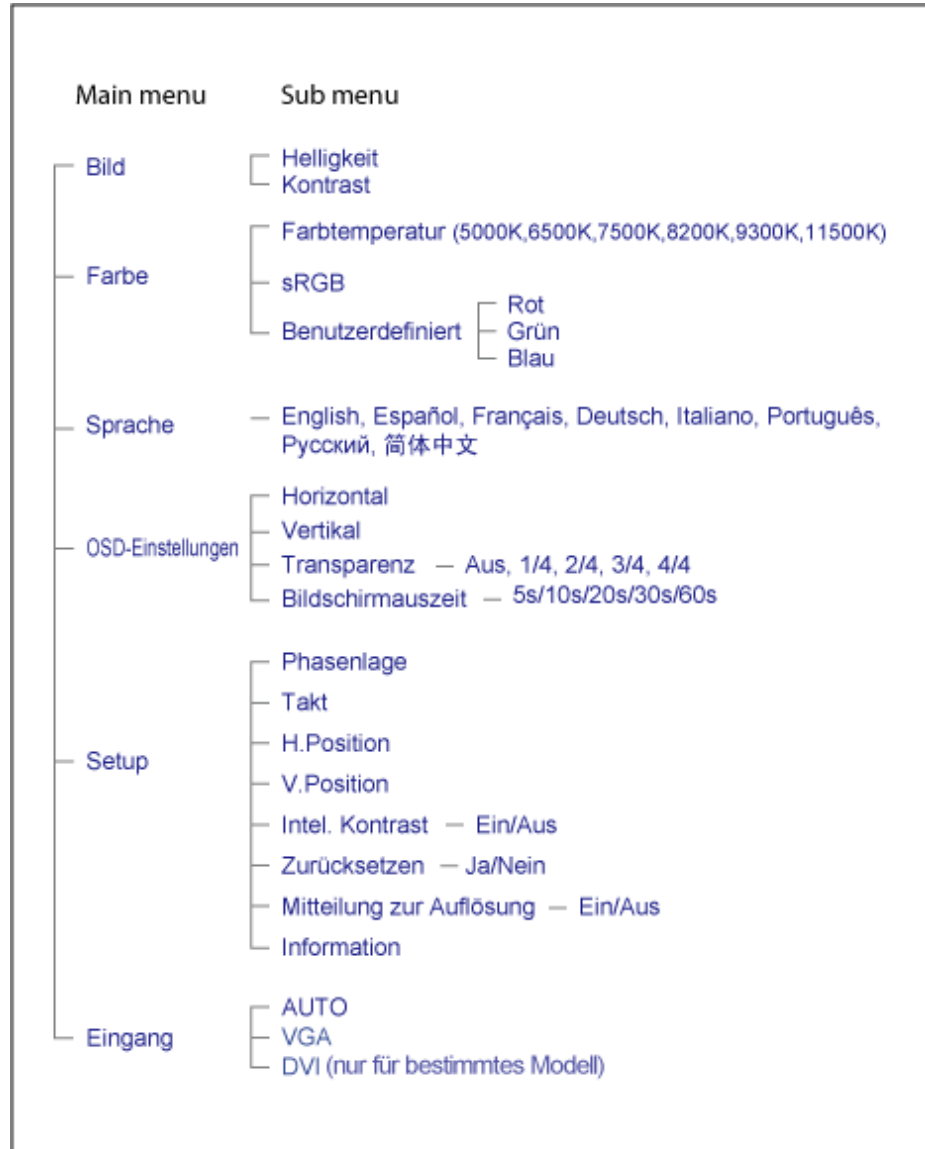 Main menu Sub menu
Bild
Helligkeit
Kontrast
Farbe
Farbtemperatur (5000K,6500K,7500K,8200K,9300K,11500K)
sRGB
Benutzerdefiniert
Rot
Grün
Blau
Sprache
English, Español, Français, Deutsch, Italiano, Português,
Русский, 简体中文
OSD-Einstellungen
Horizontal
Vertikal
Transparenz — Aus, 1/4, 2/4, 3/4, 4/4
Bildschirmauszeit — 5s/10s/20s/30s/60s
Setup
Phasenlage
Takt
H.Position
V.Position
Intel. Kontrast — Ein/Aus
Zurücksetzen — Ja/Nein
Mitteilung zur Auflösung — Ein/Aus
Information
Eingang
AUTO
VGA
DVI (nur für bestimmtes Modell)